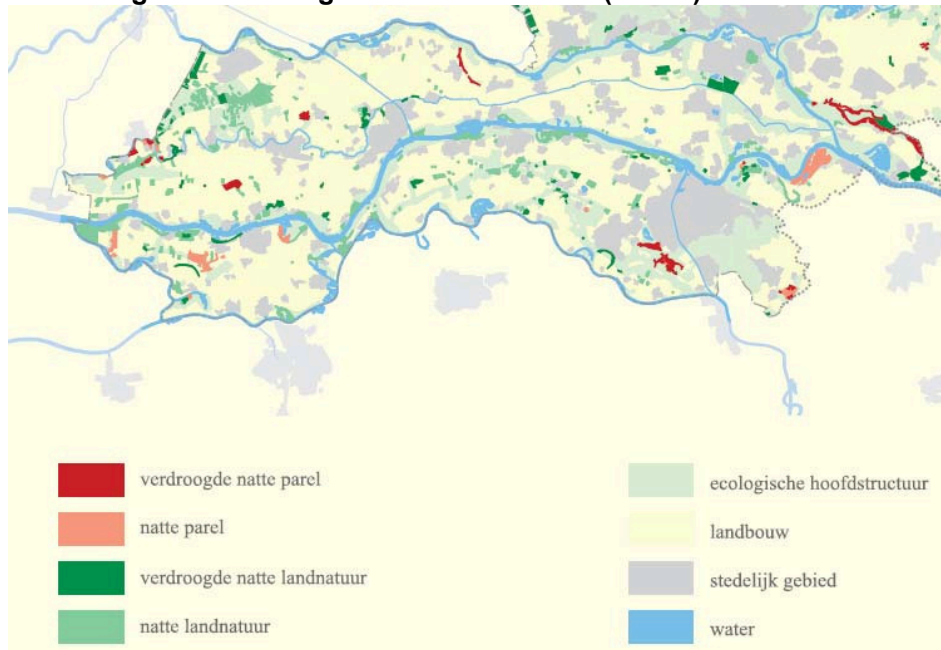 verdroogde natte parel
natte parel
verdroogde natte landnatuur
natte landnatuur
ecologische hoofdstructuur
landbouw
stedelijk gebied
water